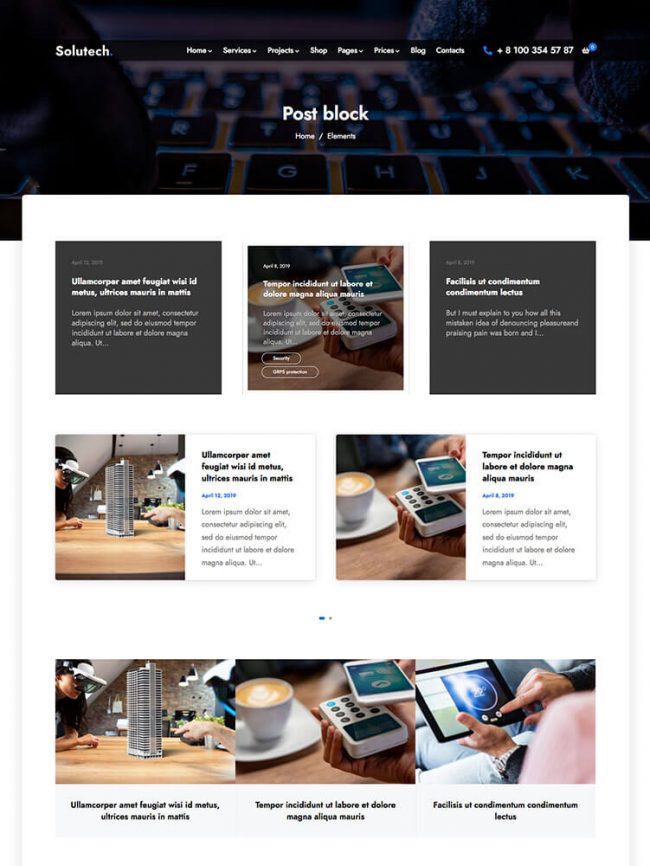 Solutech.
Home Services Projects Shop Pages Prices Blog Contacts + 8 100 354 57 87 0
Post block
Home / Elements
F G H J
April 12, 2019
Ullamcorper amet feugiat wisi id
metus, ultrices mauris in mattis
Lorem ipsum dolor sit amet, consectetur
adipiscing elit, sed do eiusmod tempor
incididunt ut labore et dolore magna
aliqua. Ut...
April 8, 2019
Tempor incididunt ut labore et
dolore magna aliqua mauris
Lorem ipsum dolor sit amet, consectetur
adipiscing elit, sed do eiusmod tempor
incididunt ut labore et dolore magna
aliqua. Ut...
Security
GRPS protection
April 8, 2019
Facilisis ut condimentum
condimentum lectus
But I must explain to you how all this
mistaken idea of denouncing pleasureand
praising pain was born and I...
Ullamcorper amet
feugiat wisi id metus,
ultrices mauris in mattis
April 12, 2019
Lorem ipsum dolor sit amet,
consectetur adipiscing elit,
sed do eiusmod tempor
incididunt ut labore et dolore
magna aliqua. Ut...
Tempor incididunt ut
labore et dolore magna
aliqua mauris
April 8, 2019
Lorem ipsum dolor sit amet,
consectetur adipiscing elit,
sed do eiusmod tempor
incididunt ut labore et dolore
magna aliqua. Ut...
Ullamcorper amet feugiat wisi id metus,
ultrices mauris in mattis
Tempor incididunt ut labore et dolore
magna aliqua mauris
Facilisis ut condimentum condimentum
lectus